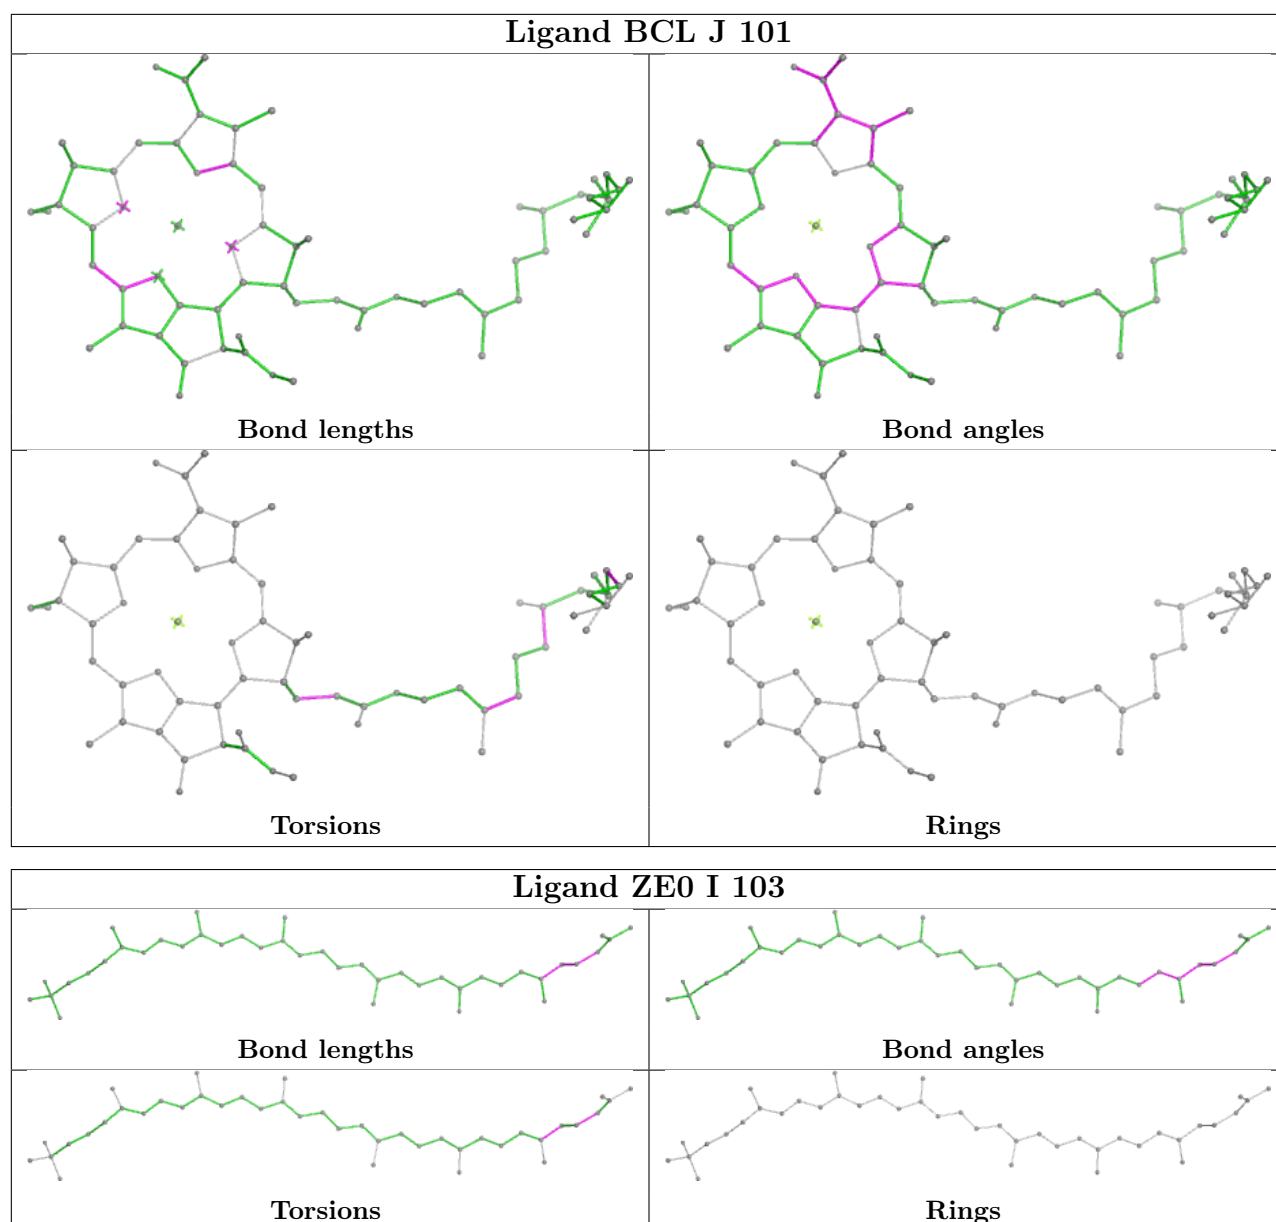 Ligand BCL J 101
Bond lengths
Bond angles
Torsions
Rings
Ligand ZE0 I 103
Bond lengths
Bond angles
Torsions
Rings